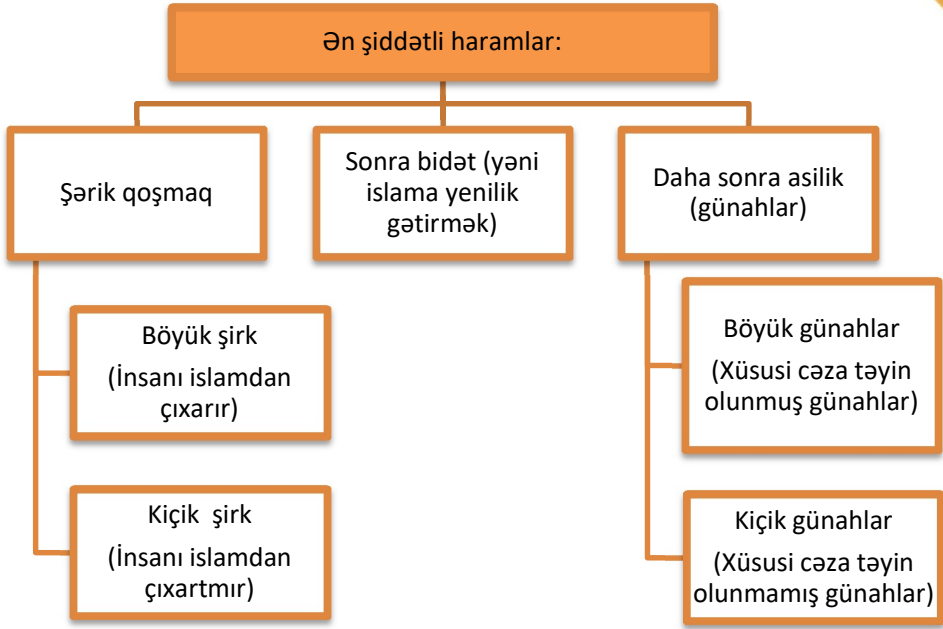 Ən şiddətli haramlar:
Şərik qoşmaq
Sonra bidət (yəni
islama yenilik
gətirmək)
Daha sonra asilik
(günahlar)
Böyük şirk
(İnsanı islamdan
çıxarır)
Kiçik şirk
(İnsanı islamdan
çıxartmır)
Böyük günahlar
(Xüsusi cəza təyin
olunmuş günahlar)
Kiçik günahlar
(Xüsusi cəza təyin
olunmamış günahlar)